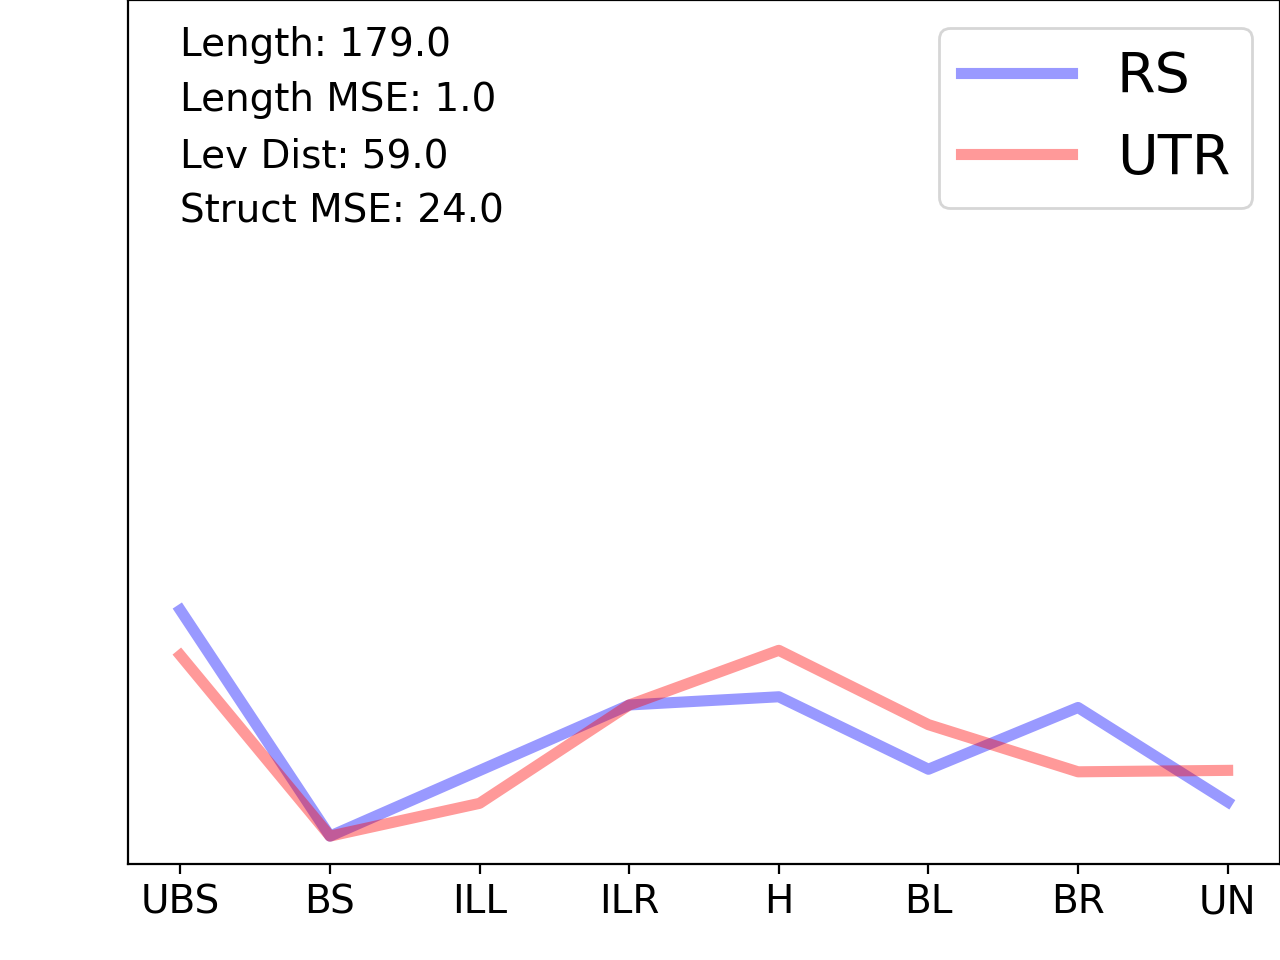 Length: 179.0
Length MSE: 1.0
Lev Dist: 59.0
Struct MSE: 24.0
RS
UTR
UBS BS ILL ILR H BL BR UN